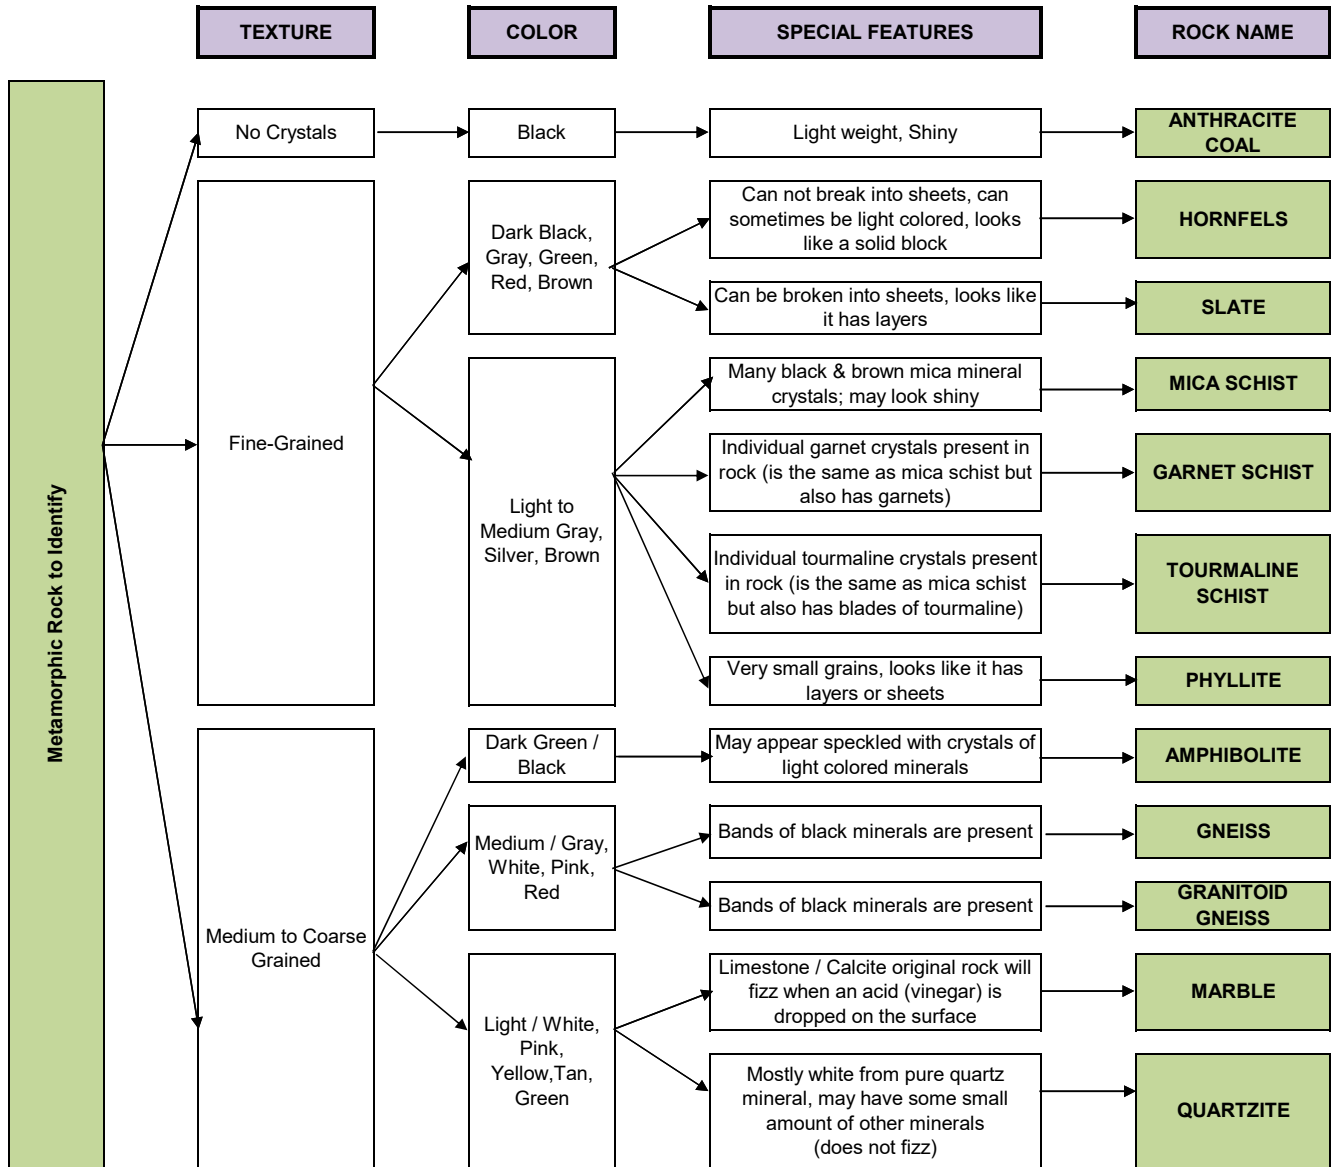 TEXTURE
COLOR
SPECIAL FEATURES
ROCK NAME
Metamorphic Rock to Identify
No Crystals
Black
Light weight, Shiny
ANTHRACITE
COAL
Fine-Grained
Dark Black,
Gray, Green,
Red, Brown
Can not break into sheets, can
sometimes be light colored, looks
like a solid block
HORNFELS
Can be broken into sheets, looks like
it has layers
SLATE
Light to
Medium Gray,
Silver, Brown
Many black & brown mica mineral
crystals; may look shiny
MICA SCHIST
Individual garnet crystals present in
rock (is the same as mica schist but
also has garnets)
GARNET SCHIST
Individual tourmaline crystals present
in rock (is the same as mica schist
but also has blades of tourmaline)
TOURMALINE
SCHIST
Very small grains, looks like it has
layers or sheets
PHYLLITE
Medium to Coarse
Grained
Dark Green /
Black
May appear speckled with crystals of
light colored minerals
AMPHIBOLITE
Medium / Gray,
White, Pink,
Red
Bands of black minerals are present
GNEISS
Bands of black minerals are present
GRANITOID
GNEISS
Light / White,
Pink,
Yellow,Tan,
Green
Limestone / Calcite original rock will
fizz when an acid (vinegar) is
dropped on the surface
MARBLE
Mostly white from pure quartz
mineral, may have some small
amount of other minerals
(does not fizz)
QUARTZITE